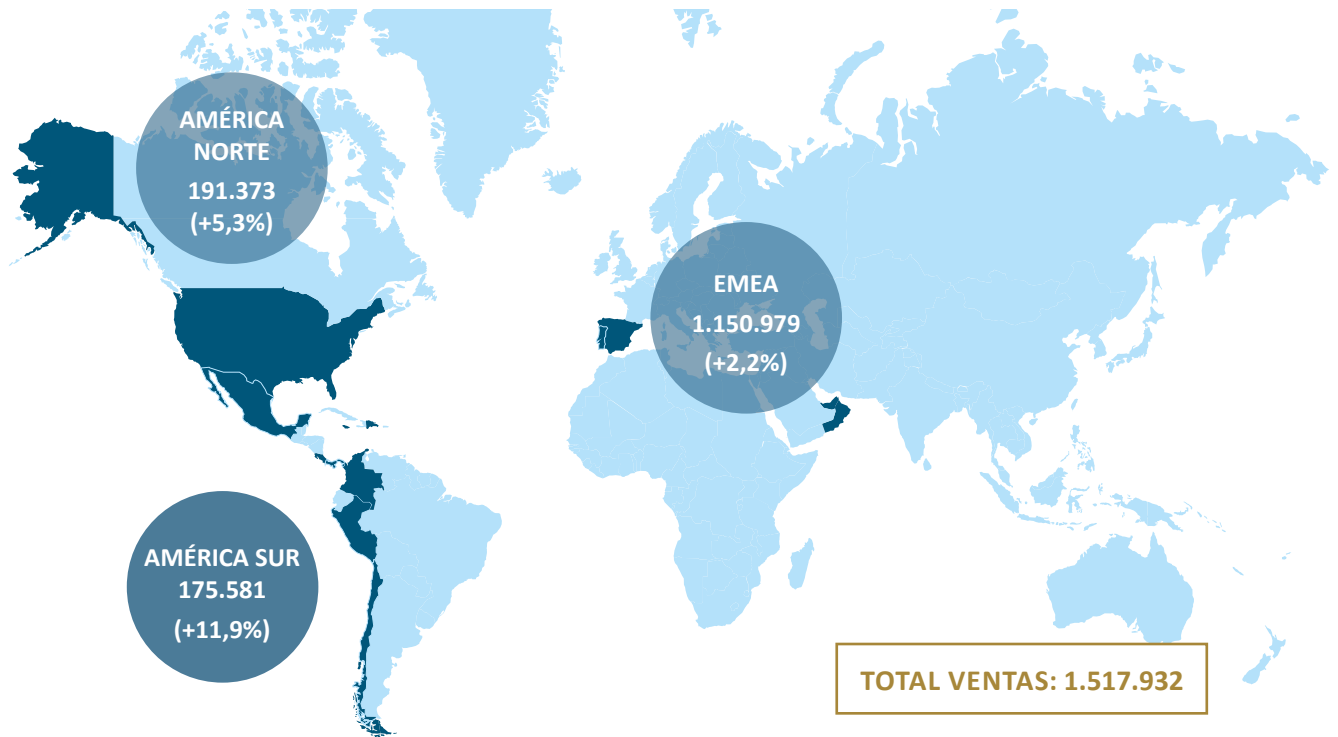 AMÉRICA
NORTE
191.373
(+5,3%)
EMEA
1.150.979
(+2,2%)
AMÉRICA SUR
175.581
(+11,9%)
TOTAL VENTAS: 1.517.932